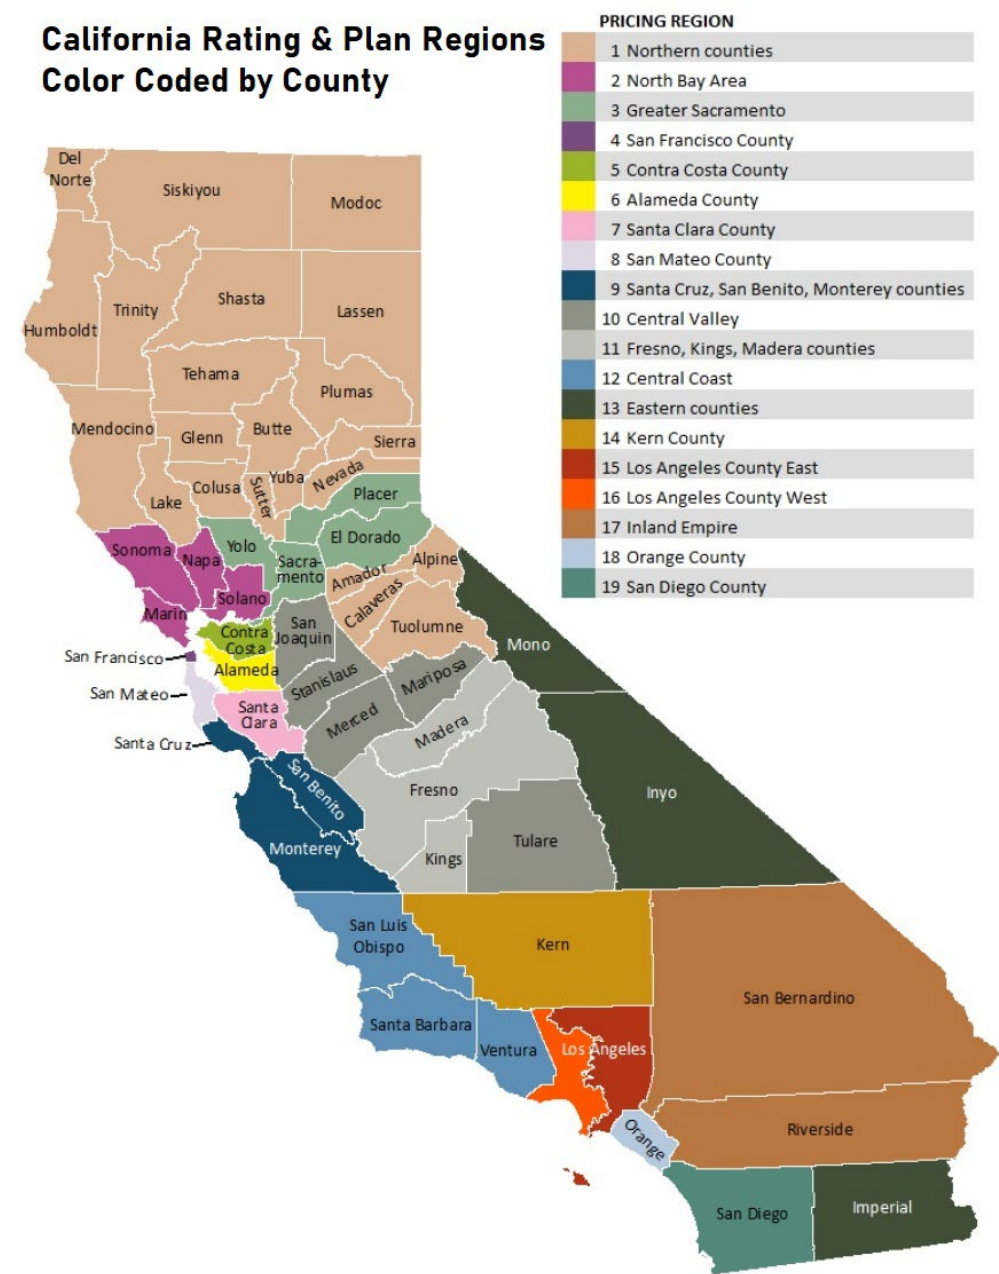 California Rating & Plan Regions
Color Coded by County
PRICING REGION
1 Northern counties
2 North Bay Area
3 Greater Sacramento
4 San Francisco County
5 Contra Costa County
6 Alameda County
7 Santa Clara County
8 San Mateo County
9 Santa Cruz, San Benito, Monterey counties
10 Central Valley
11 Fresno, Kings, Madera counties
12 Central Coast
13 Eastern counties
14 Kern County
15 Los Angeles County East
16 Los Angeles County West
17 Inland Empire
18 Orange County
19 San Diego County
Del
Norte
Siskiyou
Modoc
Humboldt
Trinity
Shasta
Lassen
Tehama
Plumas
Mendocino
Glenn
Butte
Sierra
Lake
Colusa
Sutter
Yuba
Nevada
Placer
Sonoma
Napa
Yolo
Sacra-
mento
El Dorado
Alpine
Amador
Calaveras
Solano
Marin
Contra
Costa
San
Joaquin
Tuolumne
Mono
San Francisco
Alameda
Stanislaus
Mariposa
San Mateo
Santa
Clara
Merced
Madera
Santa Cruz
San Benito
Fresno
Inyo
Monterey
Kings
Tulare
San Luis
Obispo
Kern
San Bernardino
Santa Barbara
Ventura
Los Angeles
Orange
Riverside
San Diego
Imperial